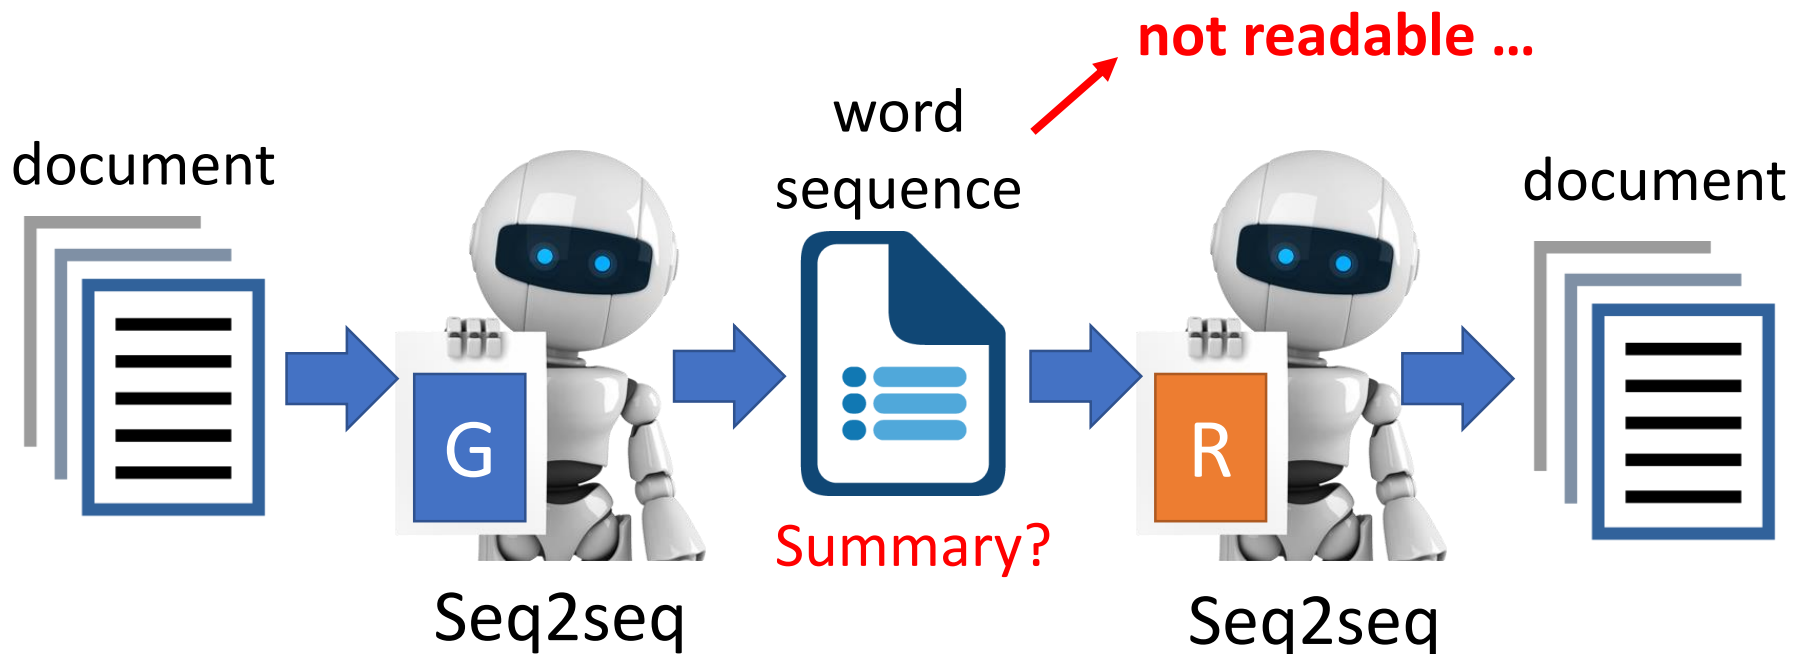 not readable ...
word
sequence
document
document
G
R
Summary?
Seq2seq
Seq2seq